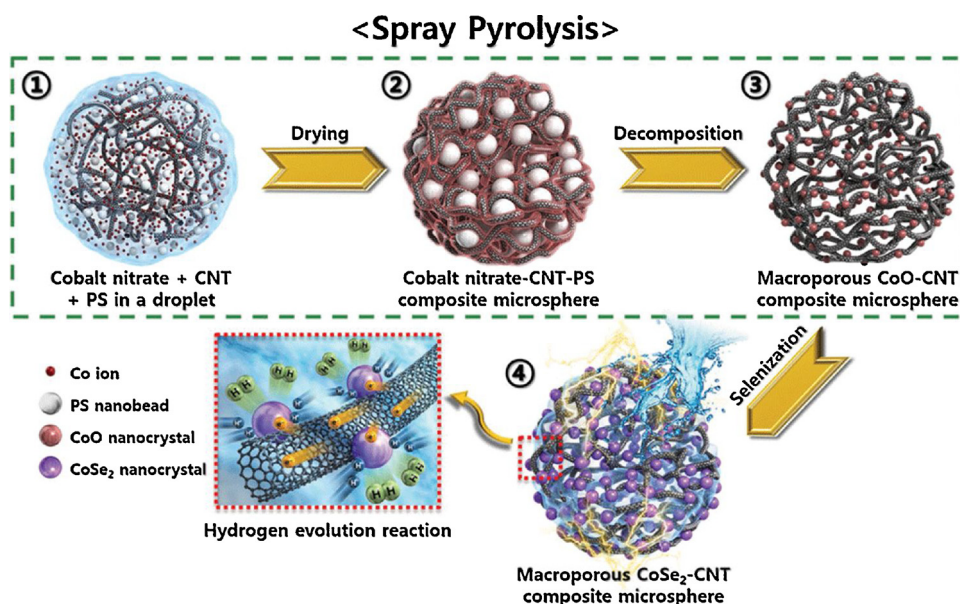 <Spray Pyrolysis>
①
②
③
Drying
Decomposition
Cobalt nitrate + CNT
+ PS in a droplet
Cobalt nitrate-CNT-PS
composite microsphere
Macroporous CoO-CNT
composite microsphere
Selenization
Co ion
PS nanobead
CoO nanocrystal
CoSe₂ nanocrystal
H H
H H
H H
H H
Hydrogen evolution reaction
④
Macroporous CoSe₂-CNT
composite microsphere